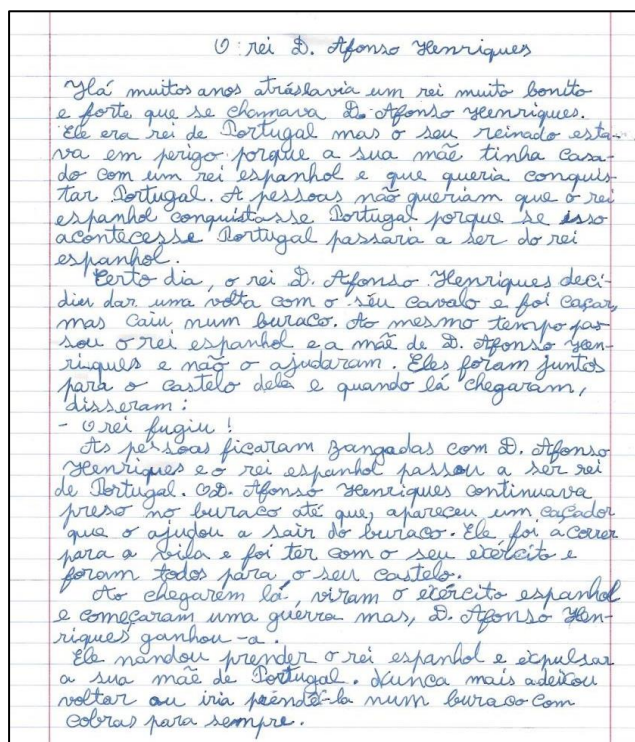 O rei D. Afonso Henriques
Há muitos anos atráshavia um rei muito bonito
e forte que se chamava D. Afonso Henriques.
Ele era rei de Portugal mas o seu reinado esta-
va em perigo porque a sua mãe tinha casa-
do com um rei espanhol e que queria conquis-
tar Portugal. A pessoas não queriam que o rei
espanhol conquistasse Portugal porque se isso
acontecesse Portugal passaria a ser do rei
espanhol.
Certo dia, o rei D. Afonso Henriques deci-
diu dar uma volta com o seu cavalo e foi caçar,
mas caiu num buraco. Ao mesmo tempo pas
sou o rei espanhol e a mãe de D. Afonso Hen-
riques e não o ajudaram. Eles foram juntos
para o castelo dela e quando lá chegaram,
disseram:
- O rei fugiu!
As pessoas ficaram zangadas com D. Afonso
Henriques e o rei espanhol passou a ser rei
de Portugal. O D. Afonso Henriques continuava
preso no buraco até que, apareceu um caçador
que o ajudou a sair do buraco. Ele foi a correr
para a vila e foi ter com o seu exército e
foram todos para o seu castelo.
Ao chegarem lá, viram o exército espanhol
e começaram uma guerra mas, D. Afonso Hen-
riques ganhou-a.
Ele mandou prender o rei espanhol e expulsar
a sua mãe de Portugal. Nunca mais a deixou
voltar ou iria prendê-la num buraco com
cobras para sempre.